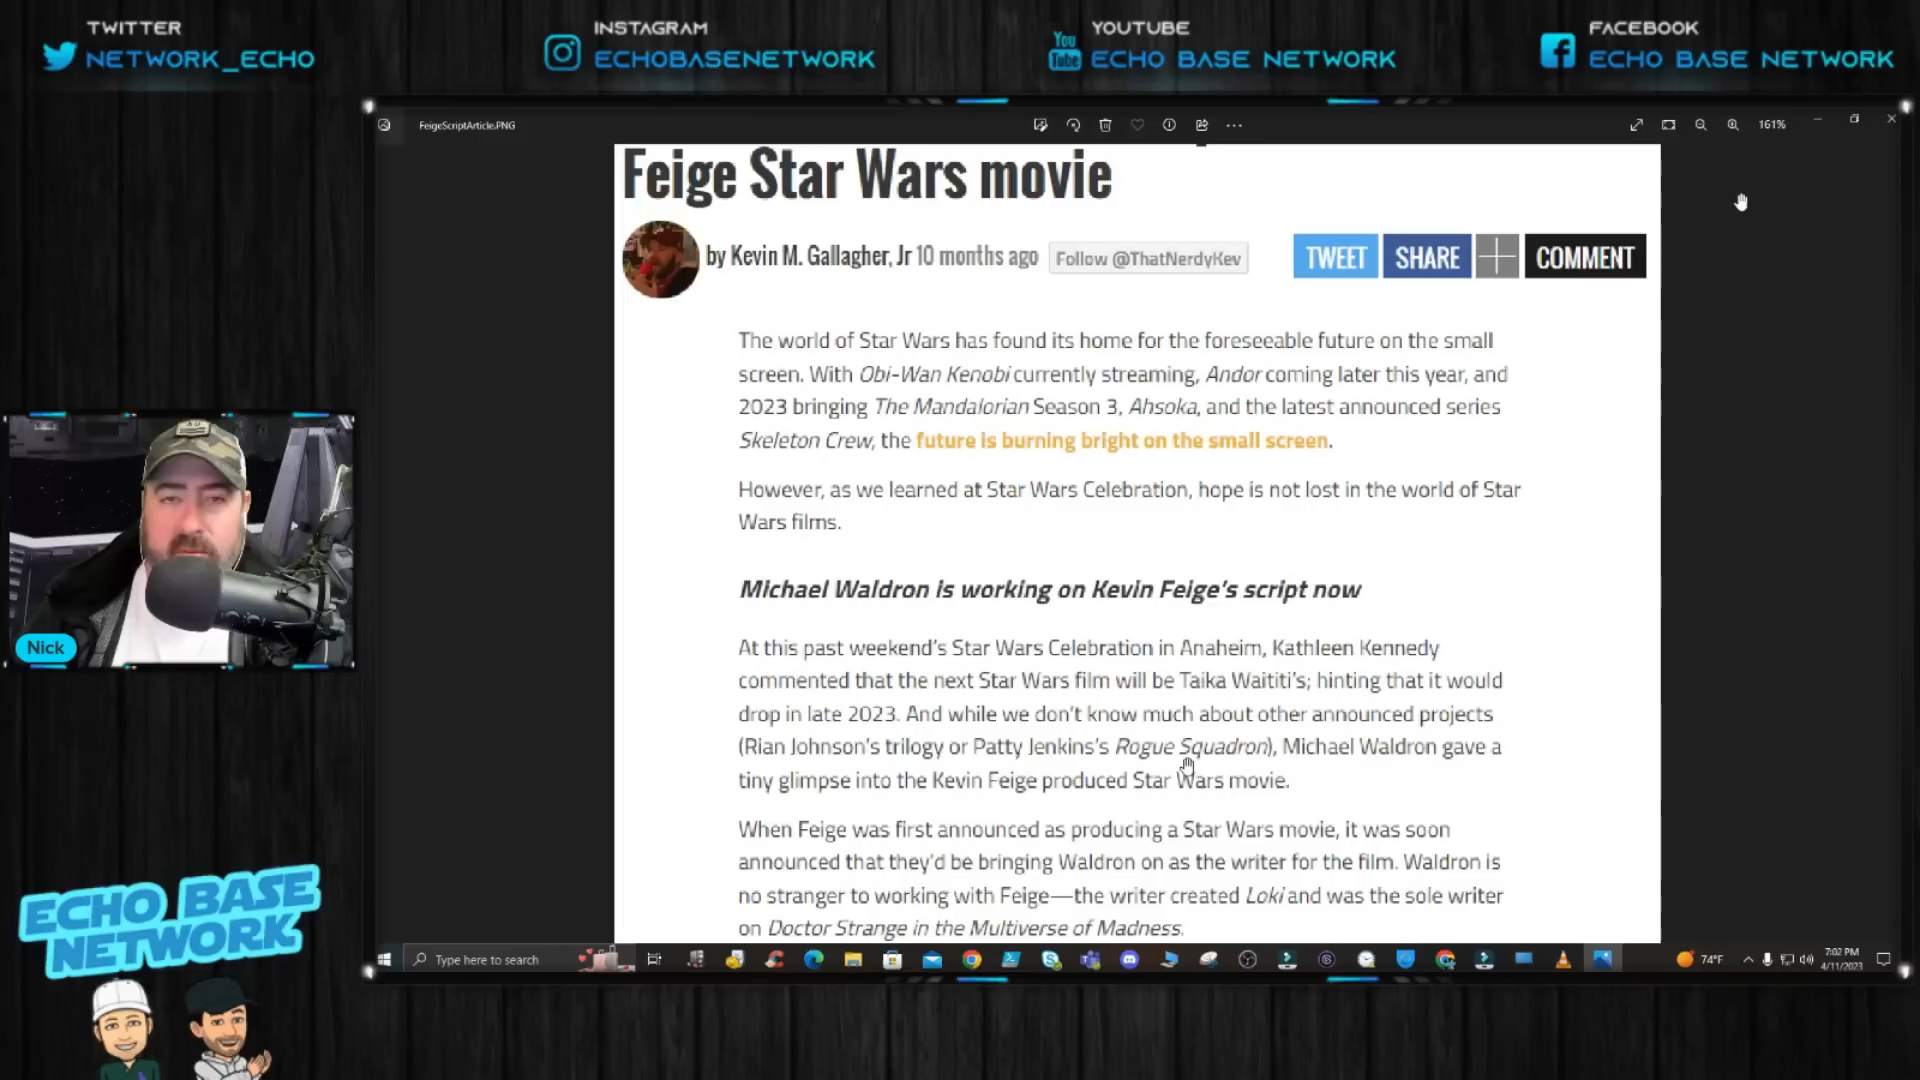 TWITTER
NETWORK_ECHO
INSTAGRAM
ECHOBASENETWORK
YOUTUBE
You
Tube
ECHO BASE NETWORK
FACEBOOK
ECHO BASE NETWORK
FeigeScriptArticle.PNG
161%
Feige Star Wars movie
by Kevin M. Gallagher, Jr 10 months ago
Follow @ThatNerdyKev
TWEET
SHARE
COMMENT
The world of Star Wars has found its home for the foreseeable future on the small
screen. With Obi-Wan Kenobi currently streaming, Andor coming later this year, and
2023 bringing The Mandalorian Season 3, Ahsoka, and the latest announced series
Skeleton Crew, the future is burning bright on the small screen.
However, as we learned at Star Wars Celebration, hope is not lost in the world of Star
Wars films.
Michael Waldron is working on Kevin Feige's script now
At this past weekend's Star Wars Celebration in Anaheim, Kathleen Kennedy
commented that the next Star Wars film will be Taika Waititi's; hinting that it would
drop in late 2023. And while we don't know much about other announced projects
(Rian Johnson's trilogy or Patty Jenkins's Rogue Squadron), Michael Waldron gave a
tiny glimpse into the Kevin Feige produced Star Wars movie.
When Feige was first announced as producing a Star Wars movie, it was soon
announced that they'd be bringing Waldron on as the writer for the film. Waldron is
no stranger to working with Feige—the writer created Loki and was the sole writer
on Doctor Strange in the Multiverse of Madness.
Nick
ECHO BASE
NETWORK
Type here to search
74°F
7:02 PM
4/11/2023